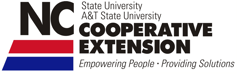 NC State University
A&T State University
COOPERATIVE
EXTENSION
Empowering People • Providing Solutions